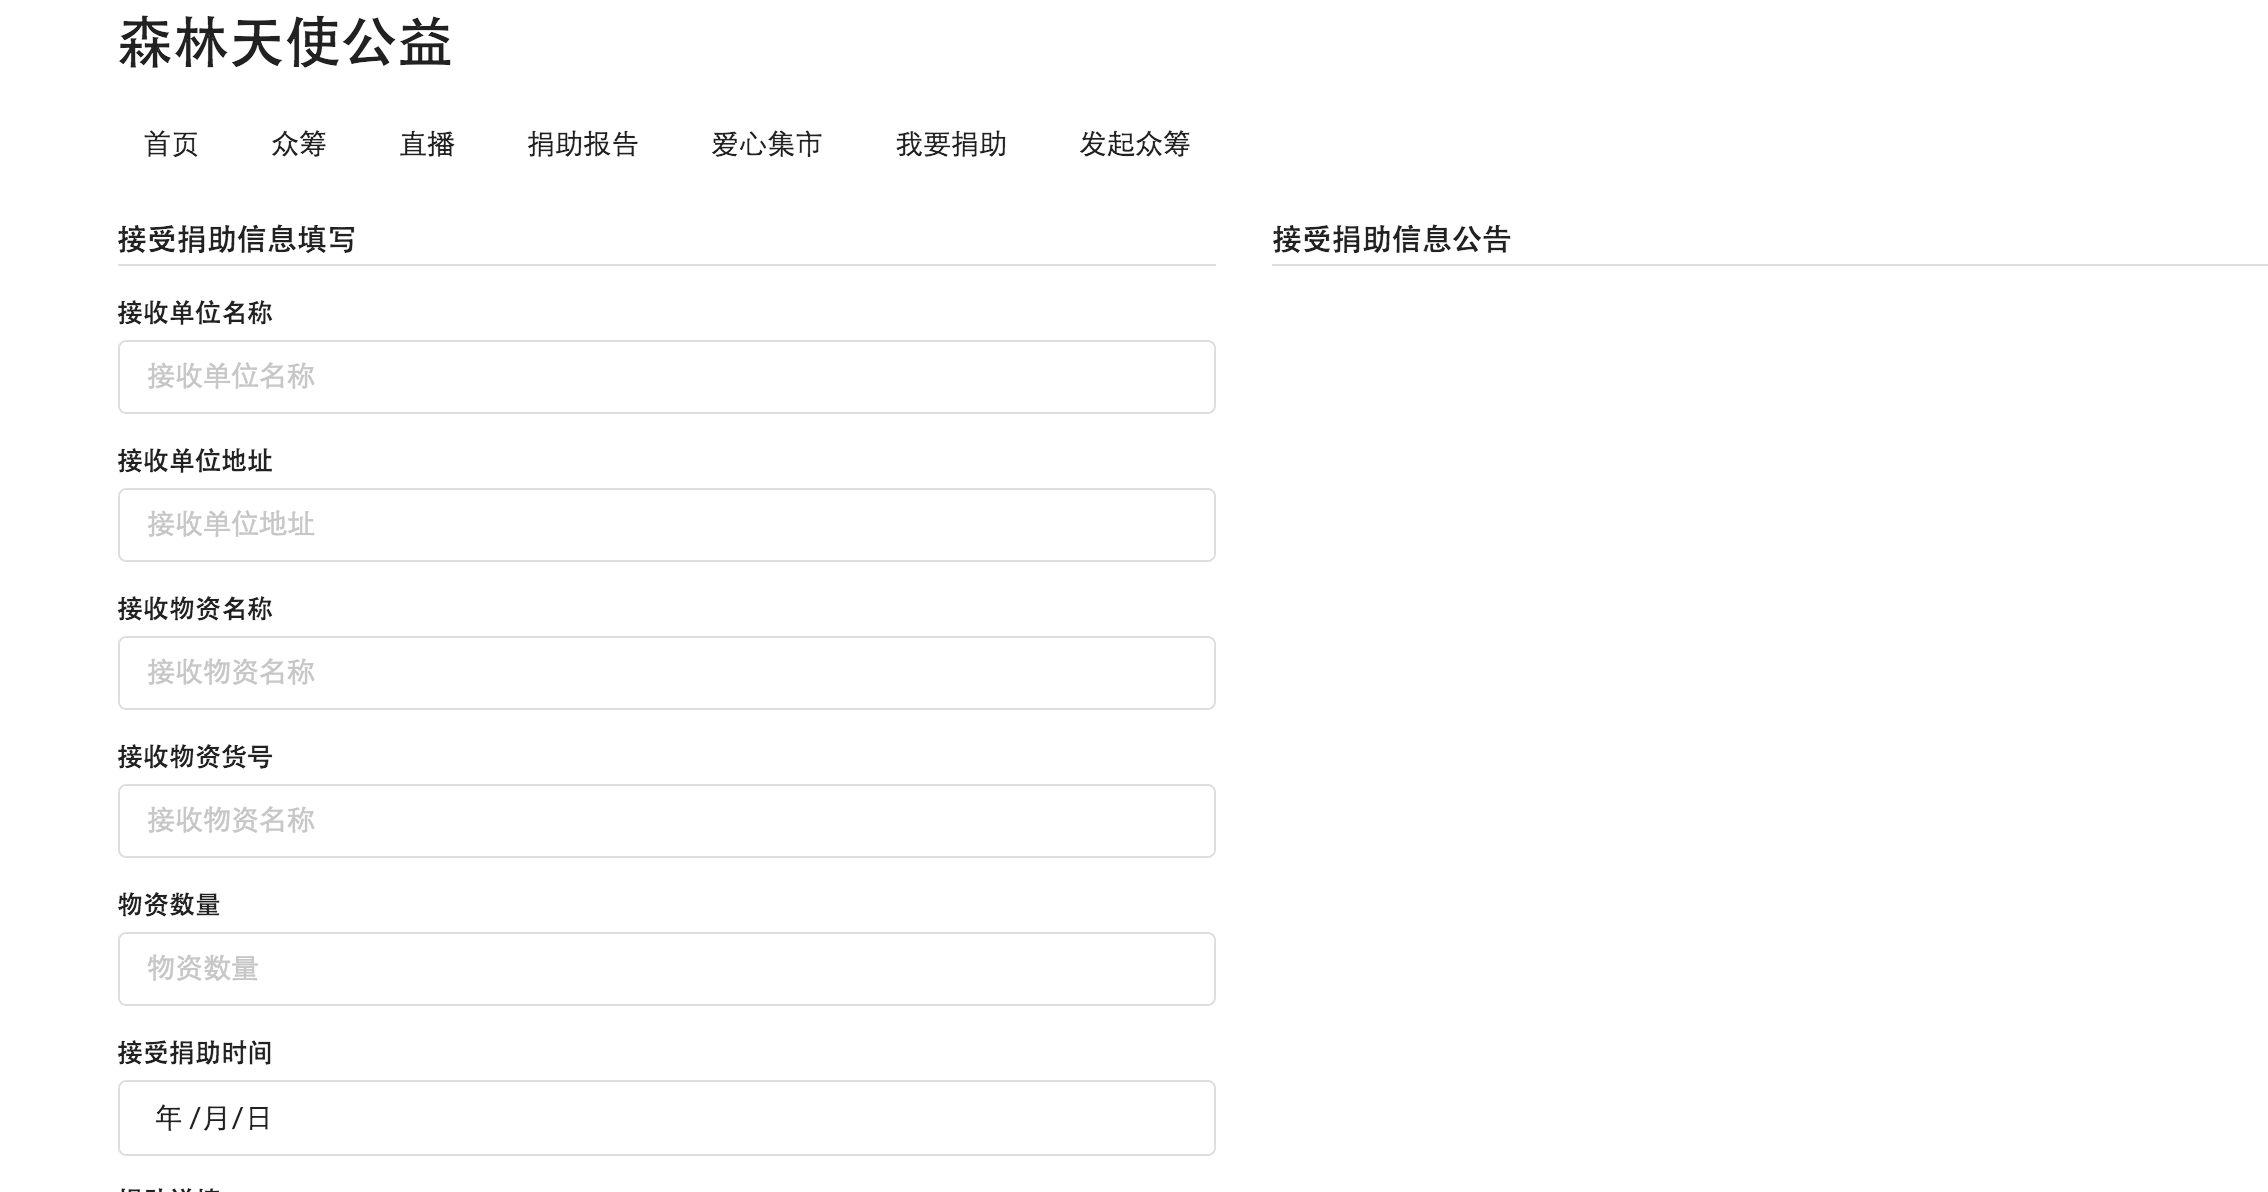 森林天使公益
首页 众筹 直播 捐助报告 爱心集市 我要捐助 发起众筹
接受捐助信息填写
接收单位名称
接收单位名称
接收单位地址
接收单位地址
接收物资名称
接收物资名称
接收物资货号
接收物资名称
物资数量
物资数量
接受捐助时间
年 /月/日
接受捐助信息公告